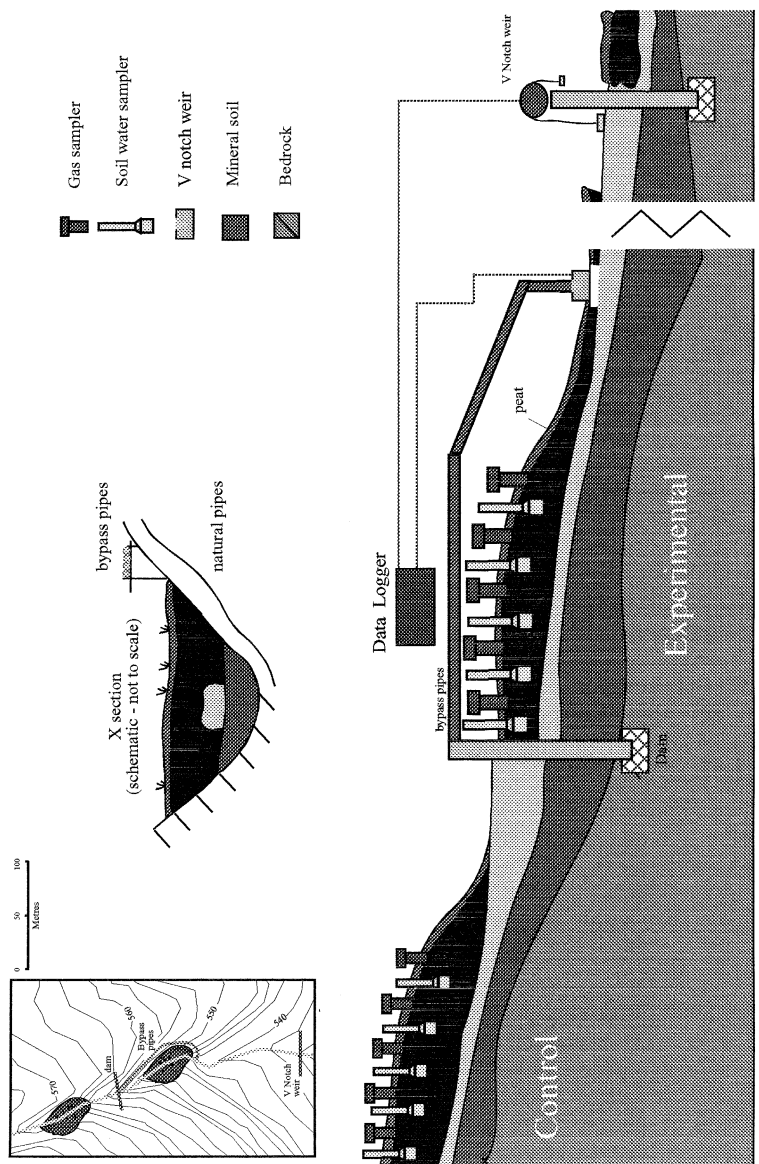 0
50
100
Metres
570
560
550
540
dam
Bypass
pipes
V Notch
weir
X section
(schematic - not to scale)
bypass pipes
natural pipes
Gas sampler
Soil water sampler
V notch weir
Mineral soil
Bedrock
Data Logger
bypass pipes
peat
V Notch weir
Dam
Control
Experimental